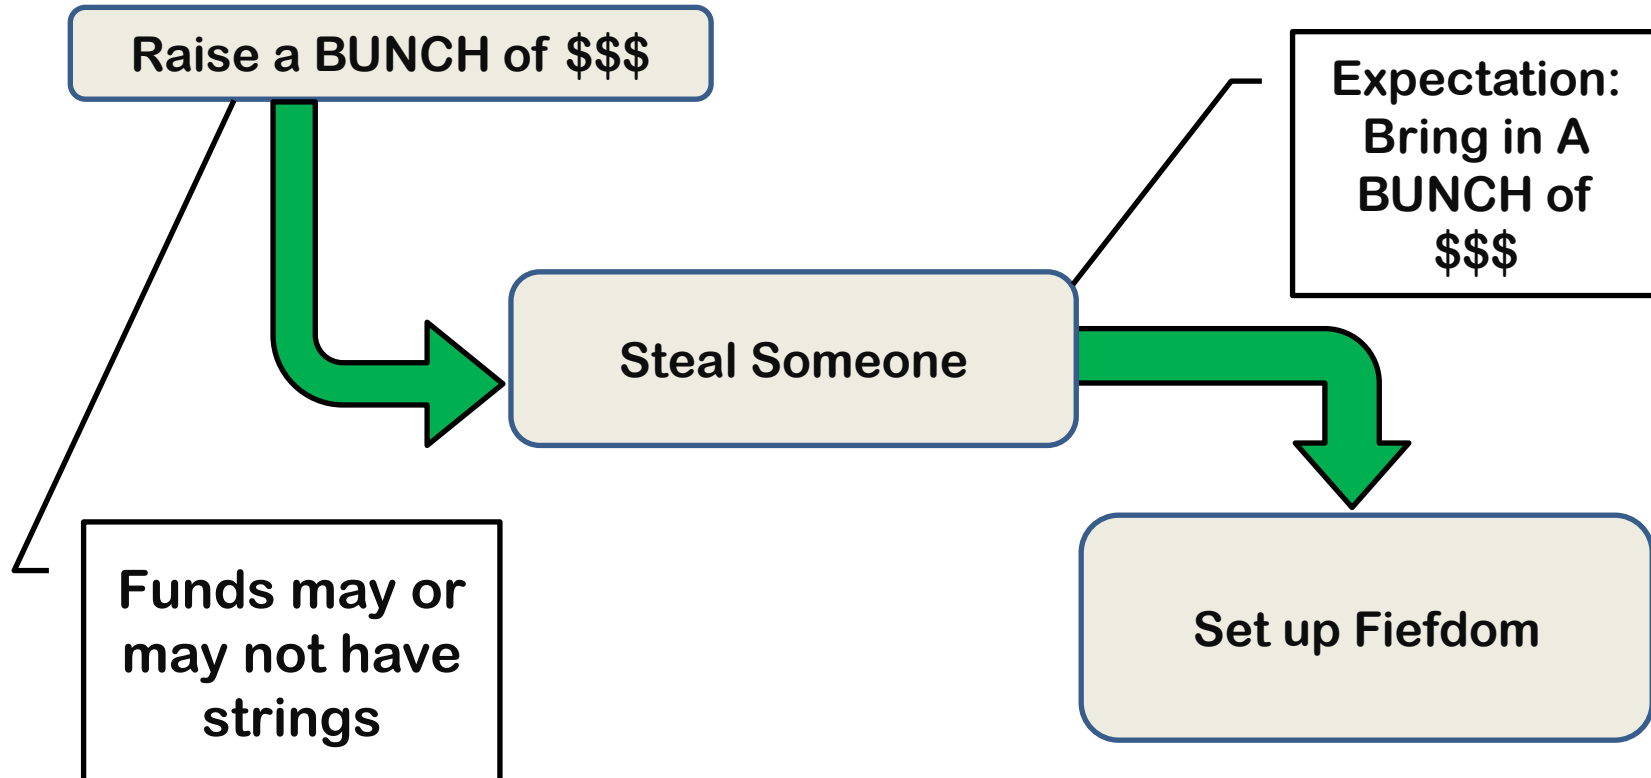 Raise a BUNCH of $$$
Expectation:
Bring in A
BUNCH of
$$$
Steal Someone
Funds may or
may not have
strings
Set up Fiefdom